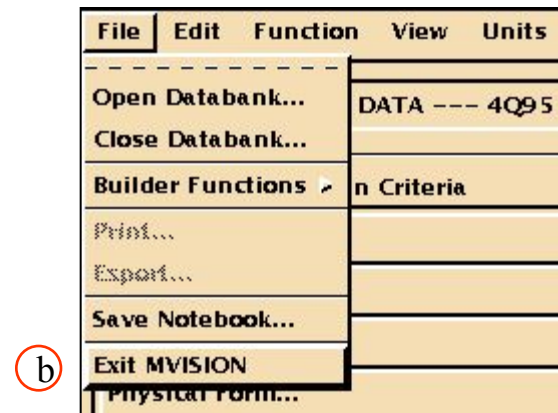 File Edit Function View Units
Open Databank... DATA --- 4Q95
Close Databank...
Builder Functions n Criteria
Print...
Export...
Save Notebook...
b Exit MVISION
Physical Form...